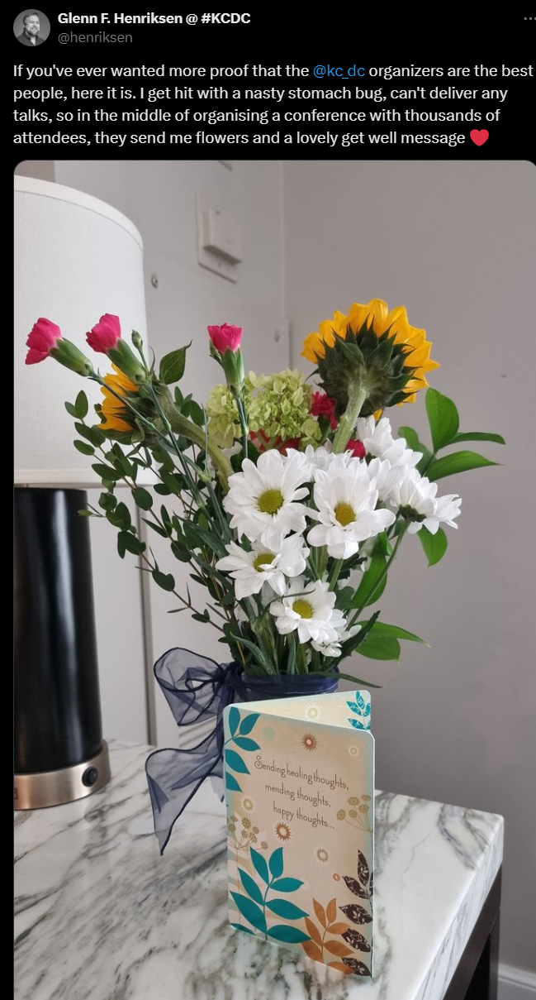 Glenn F. Henriksen @ #KCDC
@henriksen
If you've ever wanted more proof that the @kc_dc organizers are the best
people, here it is. I get hit with a nasty stomach bug, can't deliver any
talks, so in the middle of organising a conference with thousands of
attendees, they send me flowers and a lovely get well message ❤️
Sending healing thoughts,
mending thoughts,
happy thoughts...